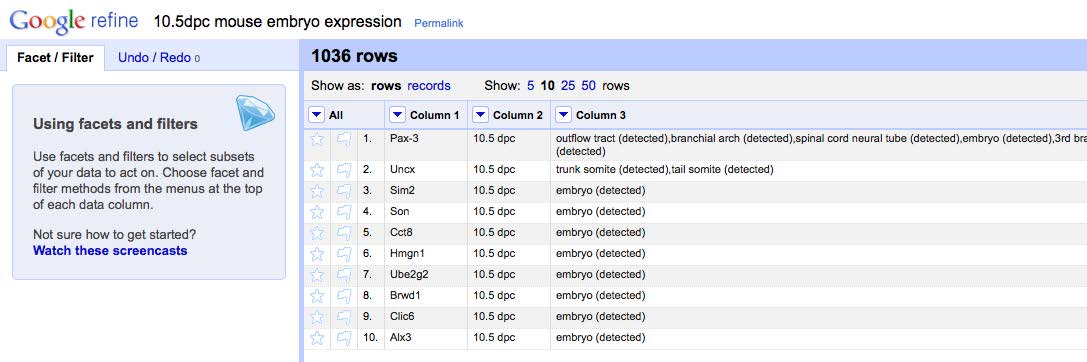 Google refine 10.5dpc mouse embryo expression Permalink
Facet / Filter Undo / Redo 0
1036 rows
Show as: rows records Show: 5 10 25 50 rows
All Column 1 Column 2 Column 3
Using facets and filters
Use facets and filters to select subsets
of your data to act on. Choose facet and
filter methods from the menus at the top
of each data column.
Not sure how to get started?
Watch these screencasts
1. Pax-3 10.5 dpc outflow tract (detected),branchial arch (detected),spinal cord neural tube (detected),embryo (detected),3rd bra
(detected)
2. Uncx 10.5 dpc trunk somite (detected),tail somite (detected)
3. Sim2 10.5 dpc embryo (detected)
4. Son 10.5 dpc embryo (detected)
5. Cct8 10.5 dpc embryo (detected)
6. Hmgn1 10.5 dpc embryo (detected)
7. Ube2g2 10.5 dpc embryo (detected)
8. Brwd1 10.5 dpc embryo (detected)
9. Clic6 10.5 dpc embryo (detected)
10. Alx3 10.5 dpc embryo (detected)